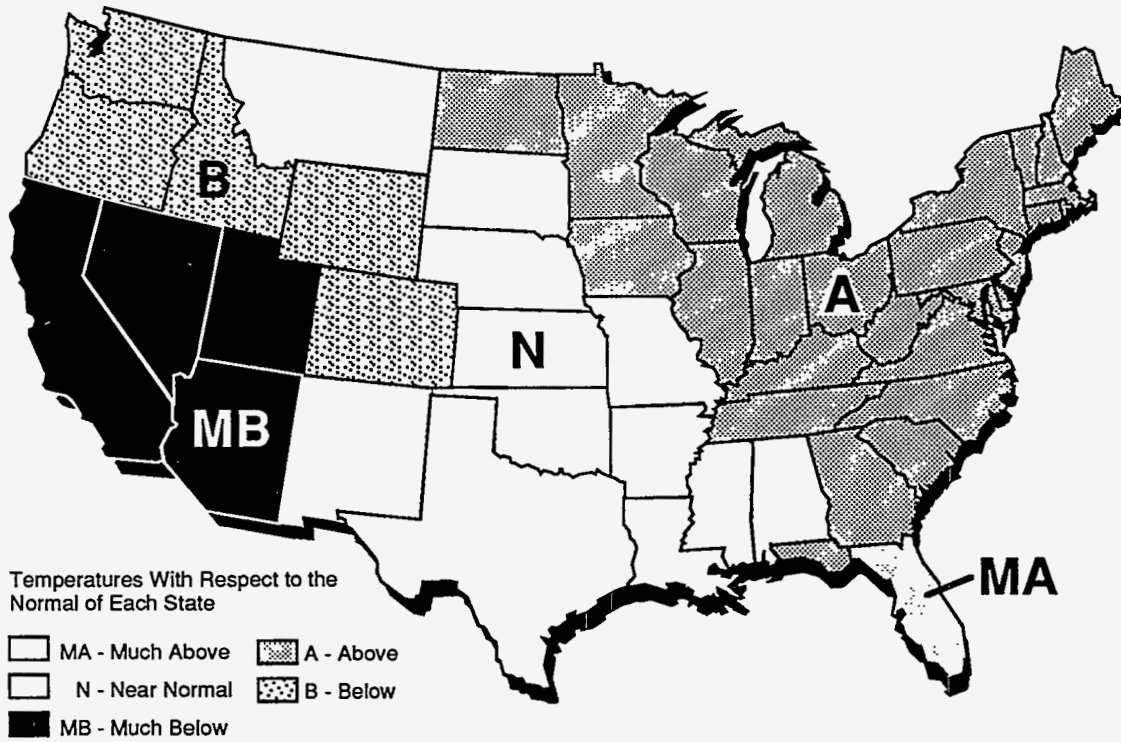 B
A
N
MB
MA
Temperatures With Respect to the
Normal of Each State
MA - Much Above
A - Above
N - Near Normal
B - Below
MB - Much Below